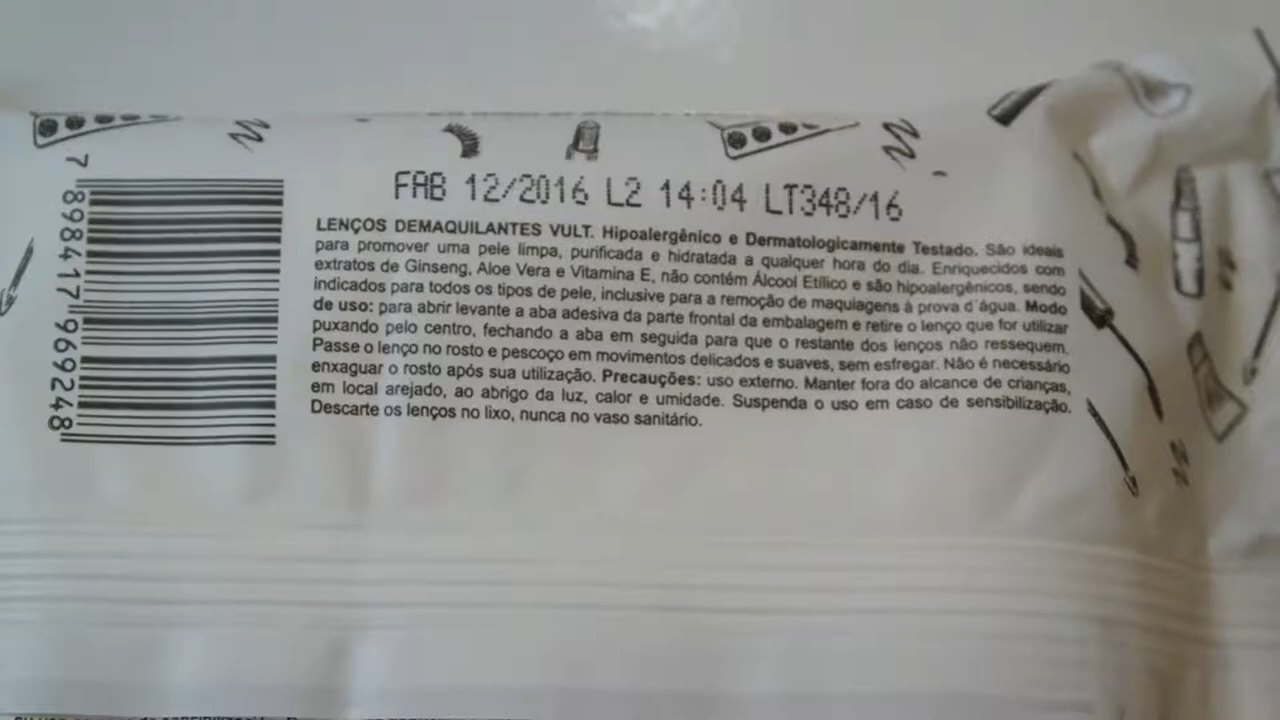 FAB 12/2016 L2 14:04 LT348/16
LENÇOS DEMAQUILANTES VULT. Hipoalergênico e Dermatologicamente Testado. São ideais
para promover uma pele limpa, purificada e hidratada a qualquer hora do dia. Enriquecidos com
extratos de Ginseng, Aloe Vera e Vitamina E, não contém Álcool Etílico e são hipoalergênicos, sendo
indicados para todos os tipos de pele, inclusive para a remoção de maquiagens à prova d´água. Modo
de uso: para abrir levante a aba adesiva da parte frontal da embalagem e retire o lenço que for utilizar
puxando pelo centro, fechando a aba em seguida para que o restante dos lenços não ressequem.
Passe o lenço no rosto e pescoço em movimentos delicados e suaves, sem esfregar. Não é necessário
enxaguar o rosto após sua utilização. Precauções: uso externo. Manter fora do alcance de crianças,
em local arejado, ao abrigo da luz, calor e umidade. Suspenda o uso em caso de sensibilização.
Descarte os lenços no lixo, nunca no vaso sanitário.
7 898417 969248